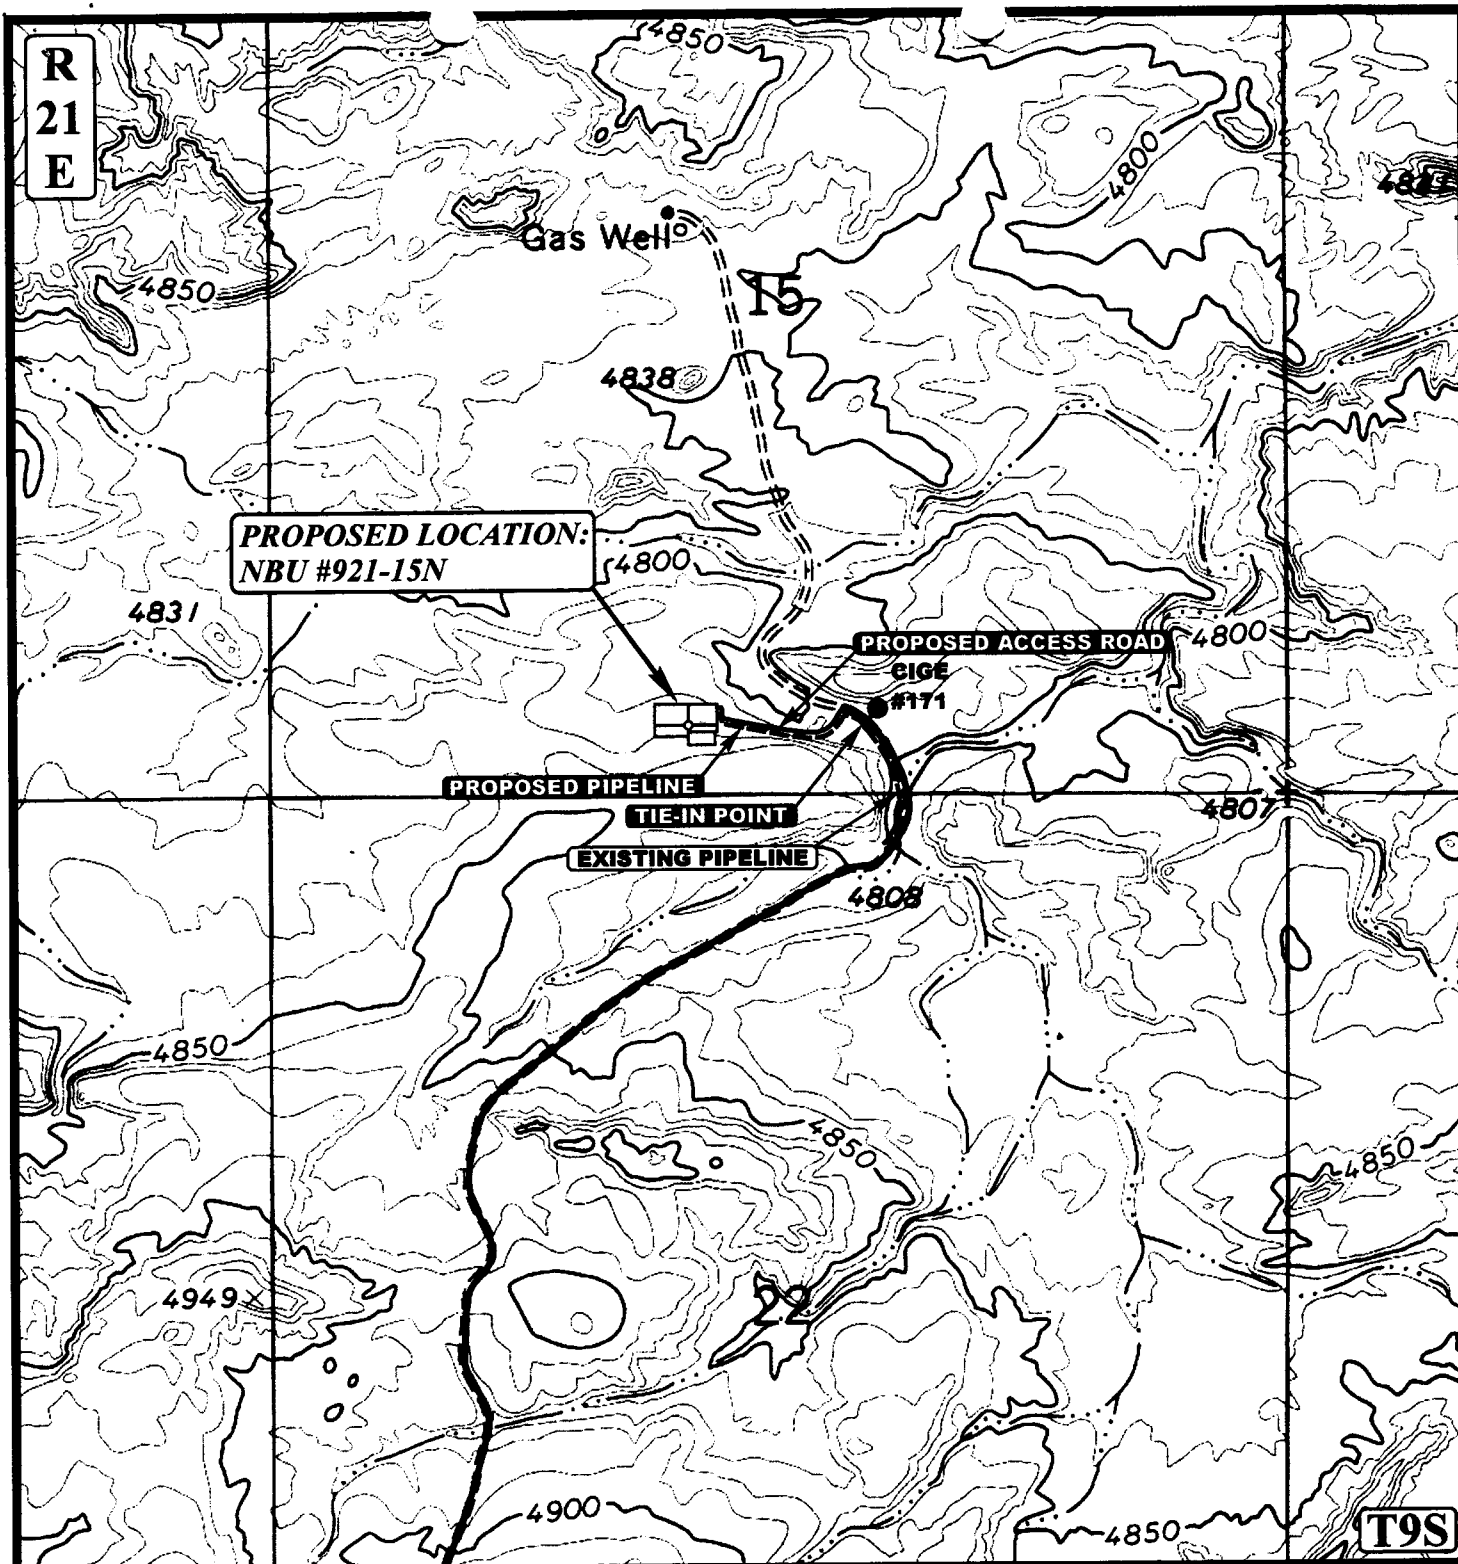 R
21
E
4850
4800
Gas Well
4850
15
4838
PROPOSED LOCATION:
NBU #921-15N
4800
4831
PROPOSED ACCESS ROAD
4800
CIGE
#171
PROPOSED PIPELINE
TIE-IN POINT
4807
EXISTING PIPELINE
4808
4850
4850
4850
4949
22
4900
4850
T9S